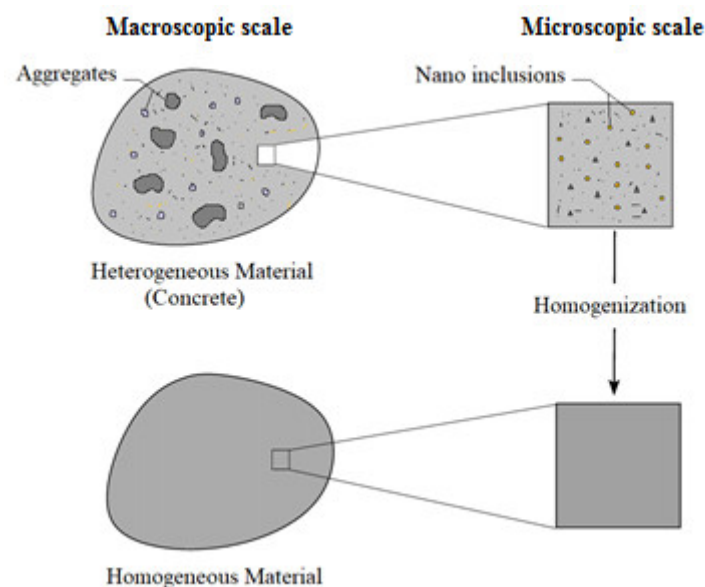 Macroscopic scale
Microscopic scale
Aggregates
Nano inclusions
Heterogeneous Material
(Concrete)
Homogenization
Homogeneous Material